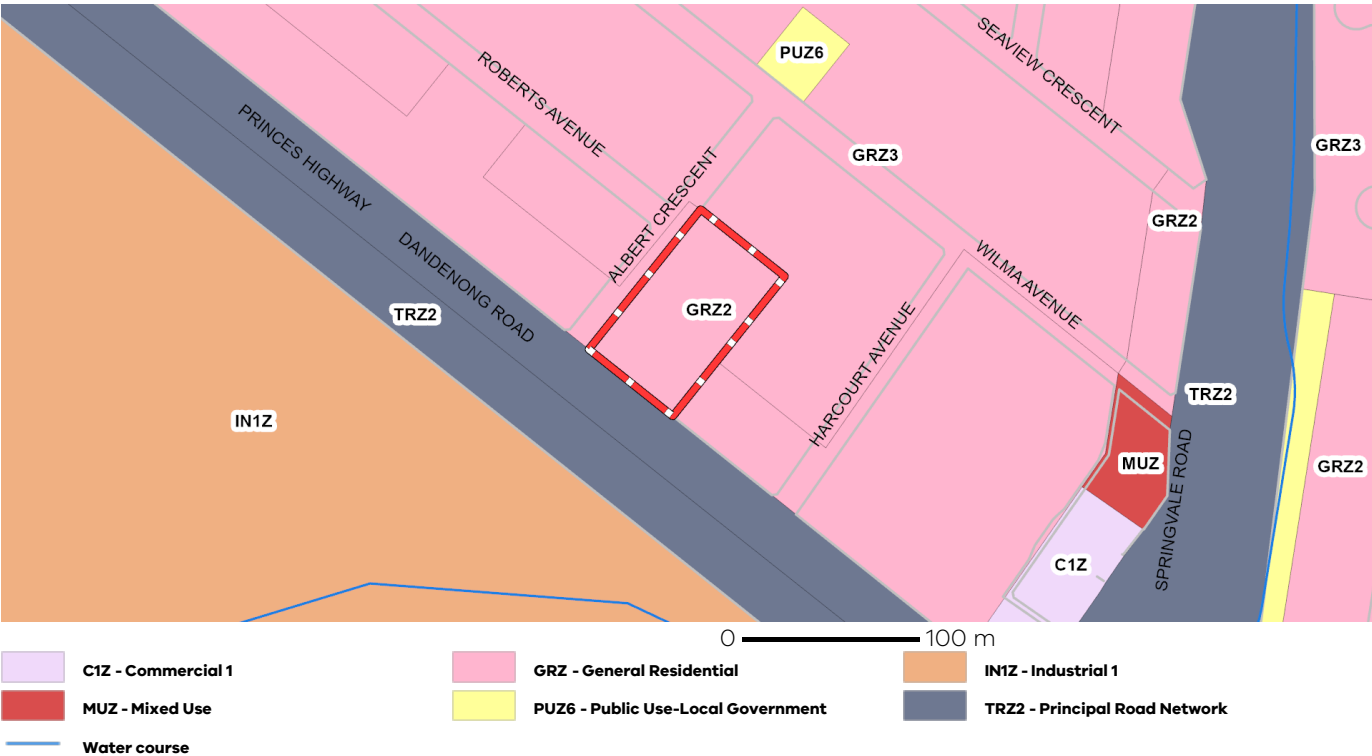 PUZ6
SEAVIEW CRESCENT
ROBERTS AVENUE
PRINCES HIGHWAY
GRZ3
GRZ3
ALBERT CRESCENT
GRZ2
DANDENONG ROAD
WILMA AVENUE
TRZ2
GRZ2
HARCOURT AVENUE
TRZ2
IN1Z
MUZ
GRZ2
SPRINGVALE ROAD
C1Z
0 100 m
C1Z - Commercial 1
GRZ - General Residential
IN1Z - Industrial 1
MUZ - Mixed Use
PUZ6 - Public Use-Local Government
TRZ2 - Principal Road Network
Water course